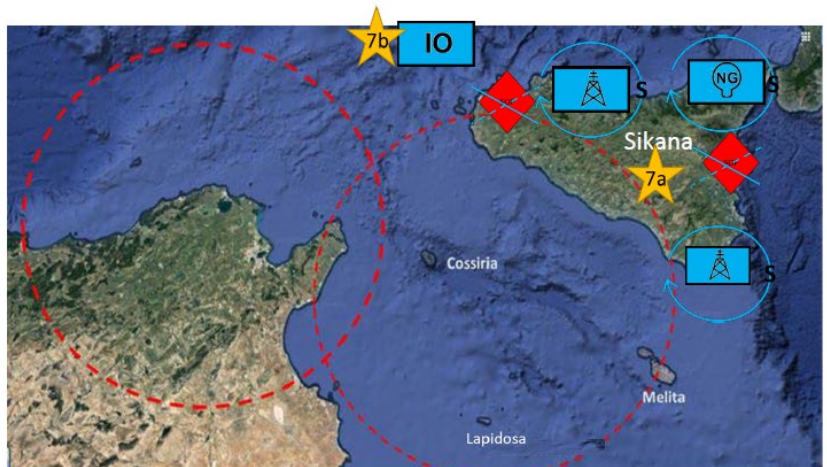 7b
IO
S
NG
S
Sikana
7a
S
Cossiria
Melita
Lapidosa